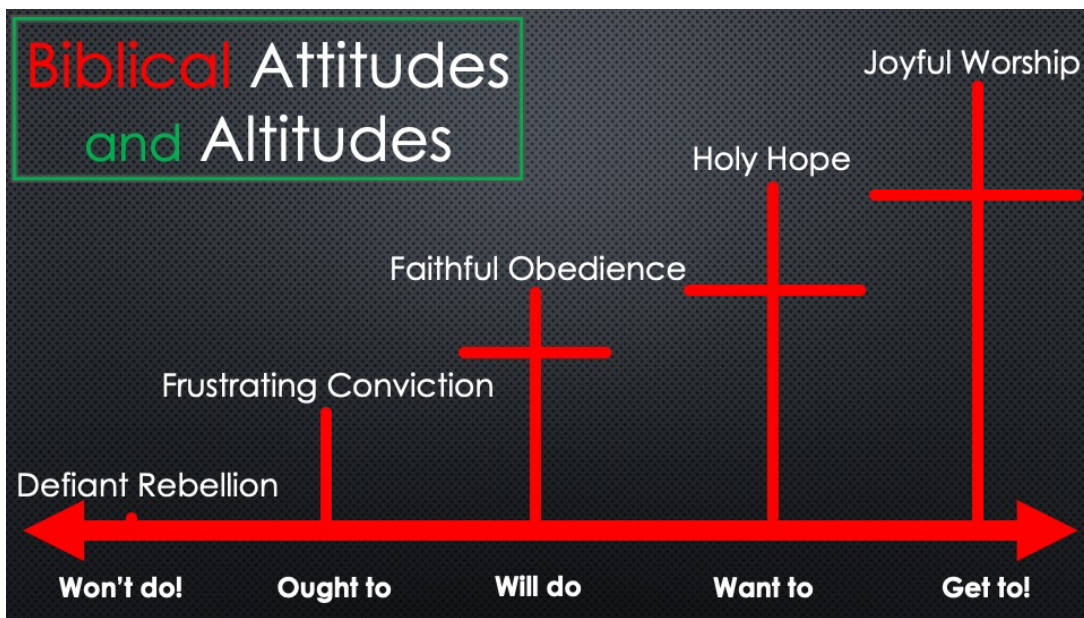 Biblical Attitudes
and Altitudes
Joyful Worship
Holy Hope
Faithful Obedience
Frustrating Conviction
Defiant Rebellion
Won't do!
Ought to
Will do
Want to
Get to!